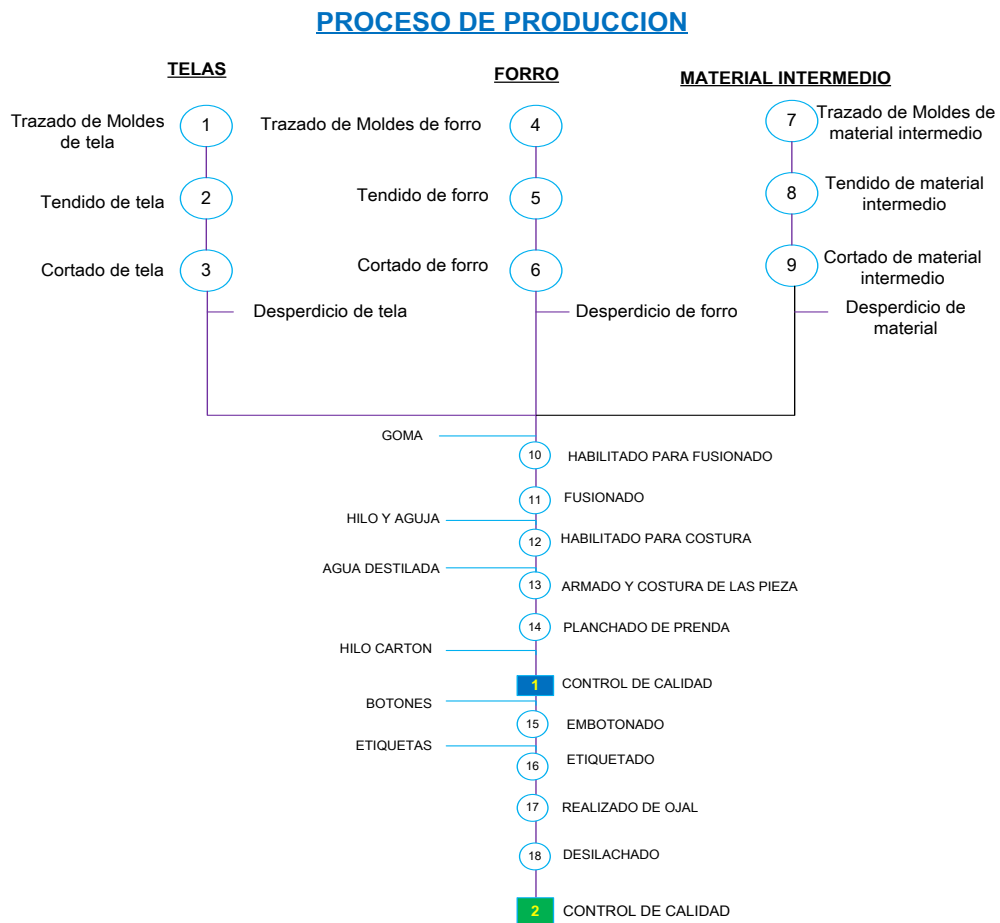 PROCESO DE PRODUCCION
TELAS
FORRO
MATERIAL INTERMEDIO
Trazado de Moldes
de tela
1
Trazado de Moldes de forro
4
7
Trazado de Moldes de
material intermedio
Tendido de tela
2
Tendido de forro
5
8
Tendido de material
intermedio
Cortado de tela
3
Cortado de forro
6
9
Cortado de material
intermedio
Desperdicio de tela
Desperdicio de forro
Desperdicio de
material
GOMA
10
HABILITADO PARA FUSIONADO
11
FUSIONADO
HILO Y AGUJA
12
HABILITADO PARA COSTURA
AGUA DESTILADA
13
ARMADO Y COSTURA DE LAS PIEZA
14
PLANCHADO DE PRENDA
HILO CARTON
1
CONTROL DE CALIDAD
BOTONES
15
EMBOTONADO
ETIQUETAS
16
ETIQUETADO
17
REALIZADO DE OJAL
18
DESILACHADO
2
CONTROL DE CALIDAD